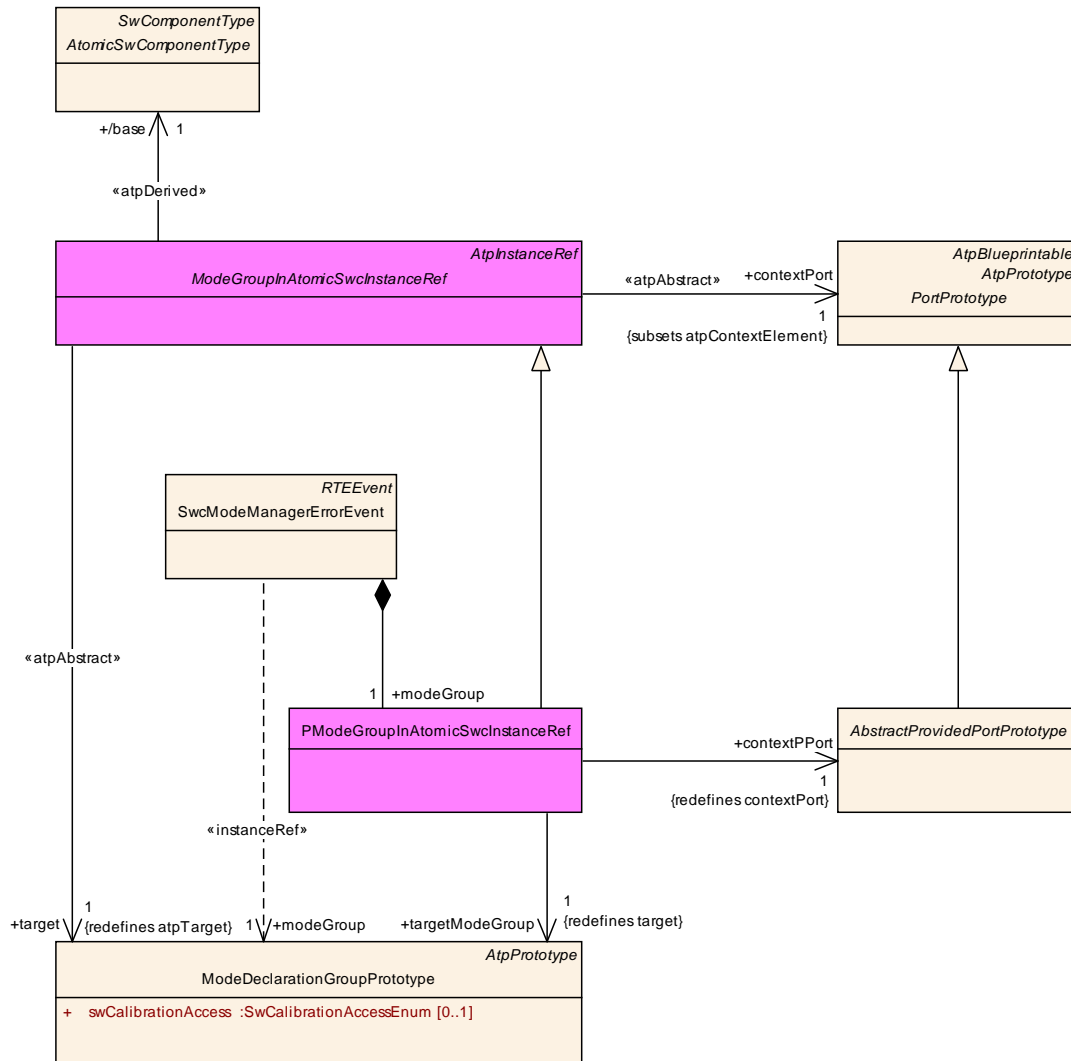 SwComponentType
AtomicSwComponentType
+/base 1
«atpDerived»
AtpInstanceRef
ModeGroupInAtomicSwcInstanceRef
«atpAbstract» +contextPort
1
{subsets atpContextElement}
AtpBlueprintable
AtpPrototype
PortPrototype
RTEEvent
SwcModeManagerErrorEvent
«atpAbstract»
1 +modeGroup
PModeGroupInAtomicSwcInstanceRef
+contextPPort
1
{redefines contextPort}
AbstractProvidedPortPrototype
«instanceRef»
+target
1
{redefines atpTarget}
1 +modeGroup
+targetModeGroup
1
{redefines target}
AtpPrototype
ModeDeclarationGroupPrototype
+ swCalibrationAccess :SwCalibrationAccessEnum [0..1]